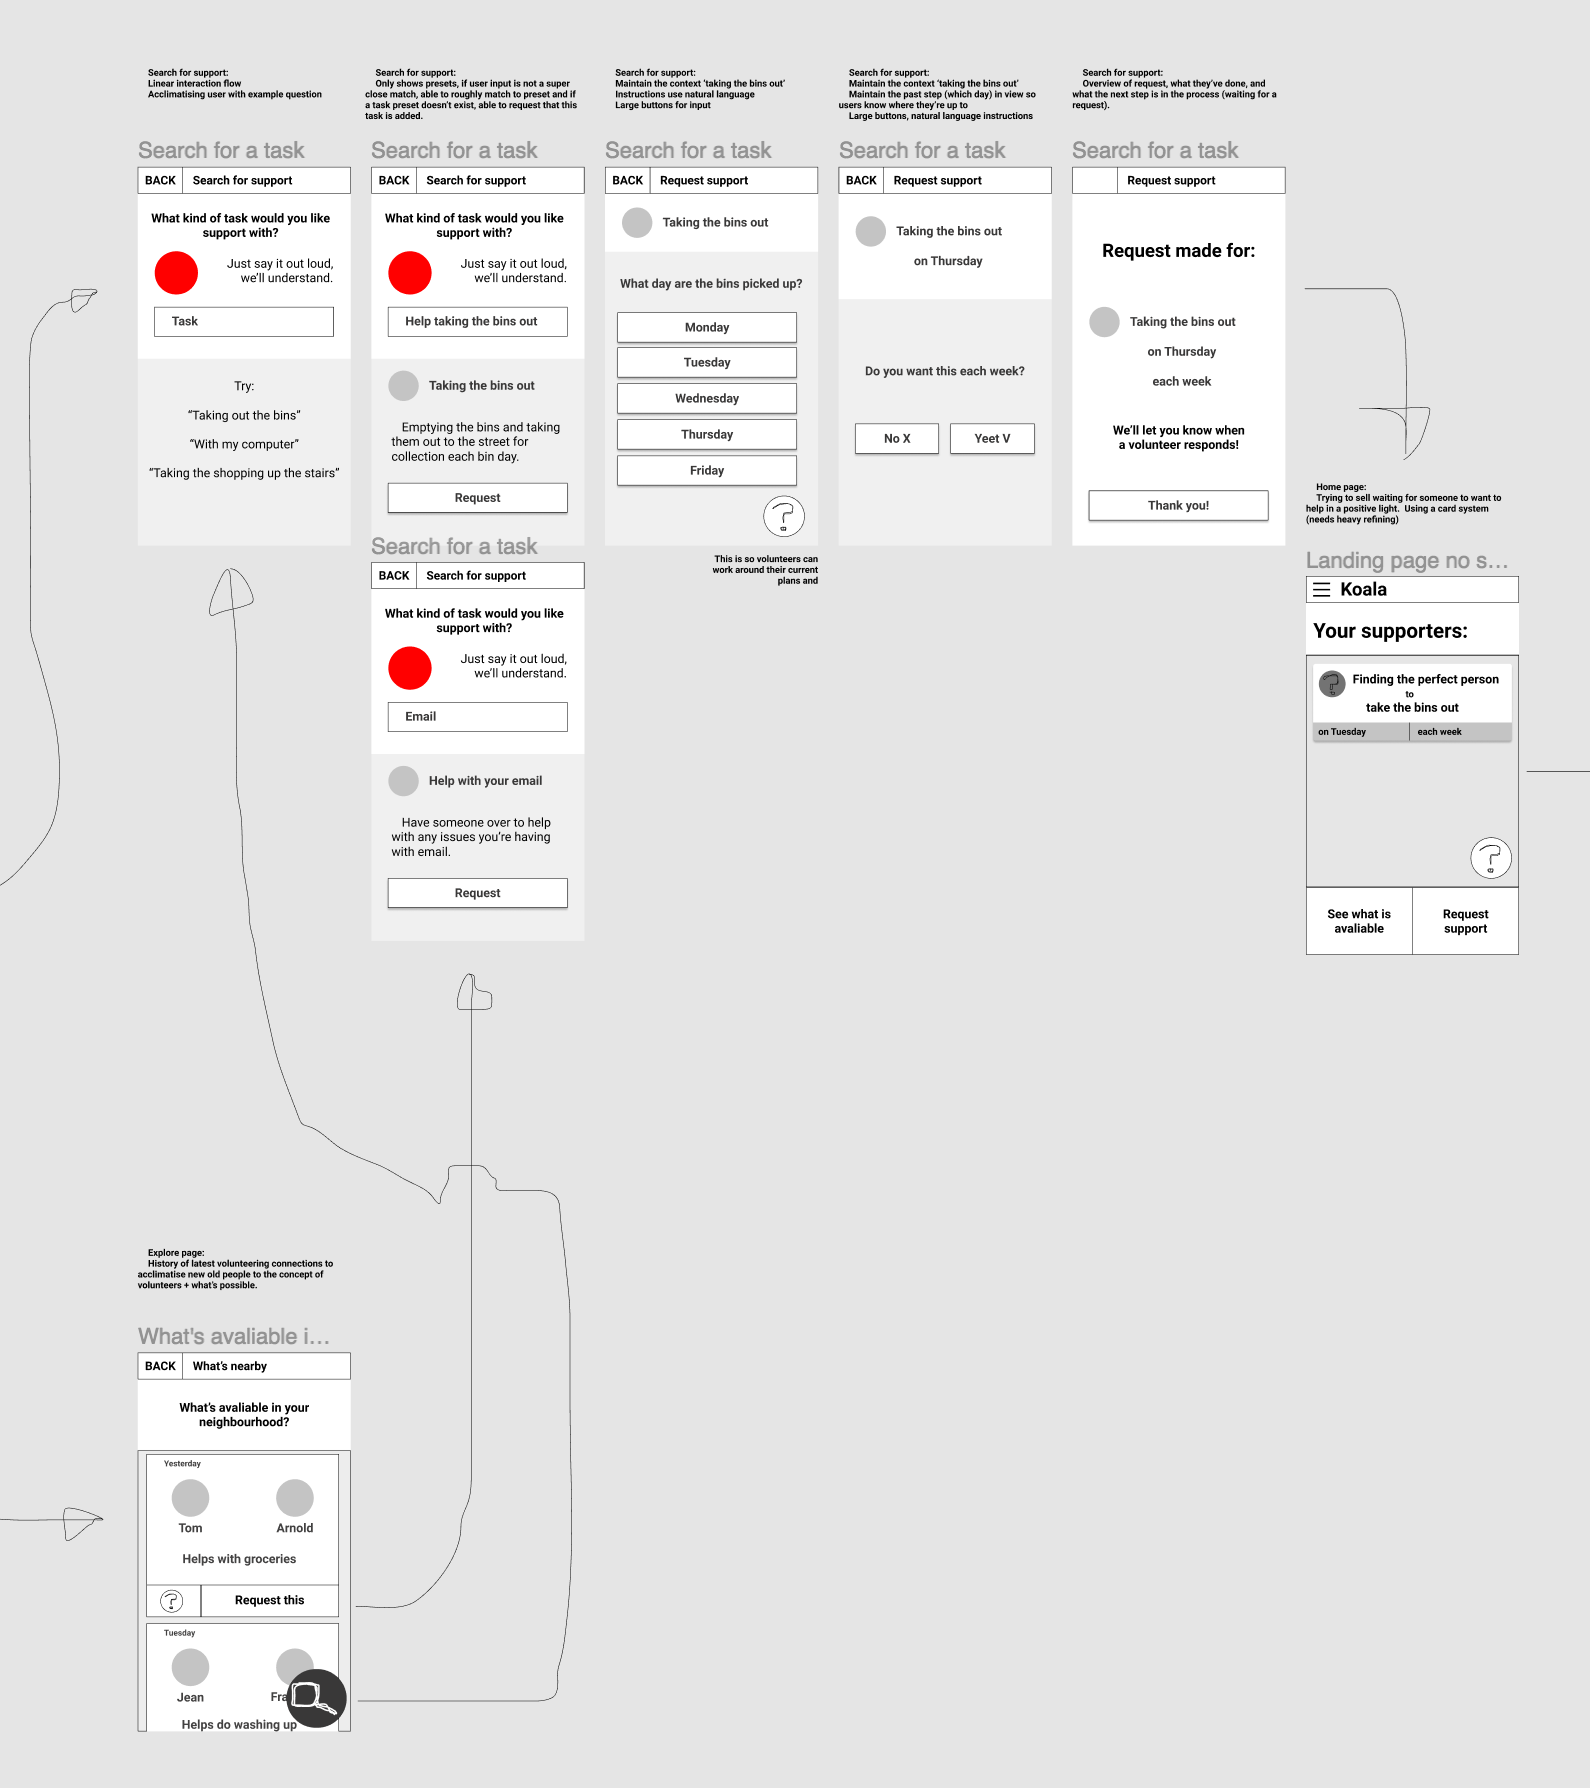 Search for support:
Linear interaction flow
Acclimatising user with example question
Search for a task
BACK
Search for support
What kind of task would you like
support with?
Just say it out loud,
we’ll understand.
Task
Try:
“Taking out the bins”
“With my computer”
“Taking the shopping up the stairs”
Search for support:
Only shows presets, if user input is not a super
close match, able to roughly match to preset and if
a task preset doesn’t exist, able to request that this
task is added.
Search for a task
BACK
Search for support
What kind of task would you like
support with?
Just say it out loud,
we’ll understand.
Help taking the bins out
Taking the bins out
Emptying the bins and taking
them out to the street for
collection each bin day.
Request
Search for a task
BACK
Search for support
What kind of task would you like
support with?
Just say it out loud,
we’ll understand.
Email
Help with your email
Have someone over to help
with any issues you’re having
with email.
Request
Search for support:
Maintain the context ‘taking the bins out’
Instructions use natural language
Large buttons for input
Search for a task
BACK
Request support
Taking the bins out
What day are the bins picked up?
Monday
Tuesday
Wednesday
Thursday
Friday
?
This is so volunteers can
work around their current
plans and
Search for support:
Maintain the context ‘taking the bins out’
Maintain the past step (which day) in view so
users know where they’re up to
Large buttons, natural language instructions
Search for a task
BACK
Request support
Taking the bins out
on Thursday
Do you want this each week?
No X
Yeet V
Search for support:
Overview of request, what they’ve done, and
what the next step is in the process (waiting for a
request).
Search for a task
Request support
Request made for:
Taking the bins out
on Thursday
each week
We’ll let you know when
a volunteer responds!
Thank you!
Home page:
Trying to sell waiting for someone to want to
help in a positive light. Using a card system
(needs heavy refining)
Landing page no s...
Koala
Your supporters:
?
Finding the perfect person
to
take the bins out
on Tuesday
each week
?
See what is
avaliable
Request
support
Explore page:
History of latest volunteering connections to
acclimatise new old people to the concept of
volunteers + what’s possible.
What's avaliable i...
BACK
What’s nearby
What’s avaliable in your
neighbourhood?
Yesterday
Tom
Arnold
Helps with groceries
?
Request this
Tuesday
Jean
Fra
Helps do washing up